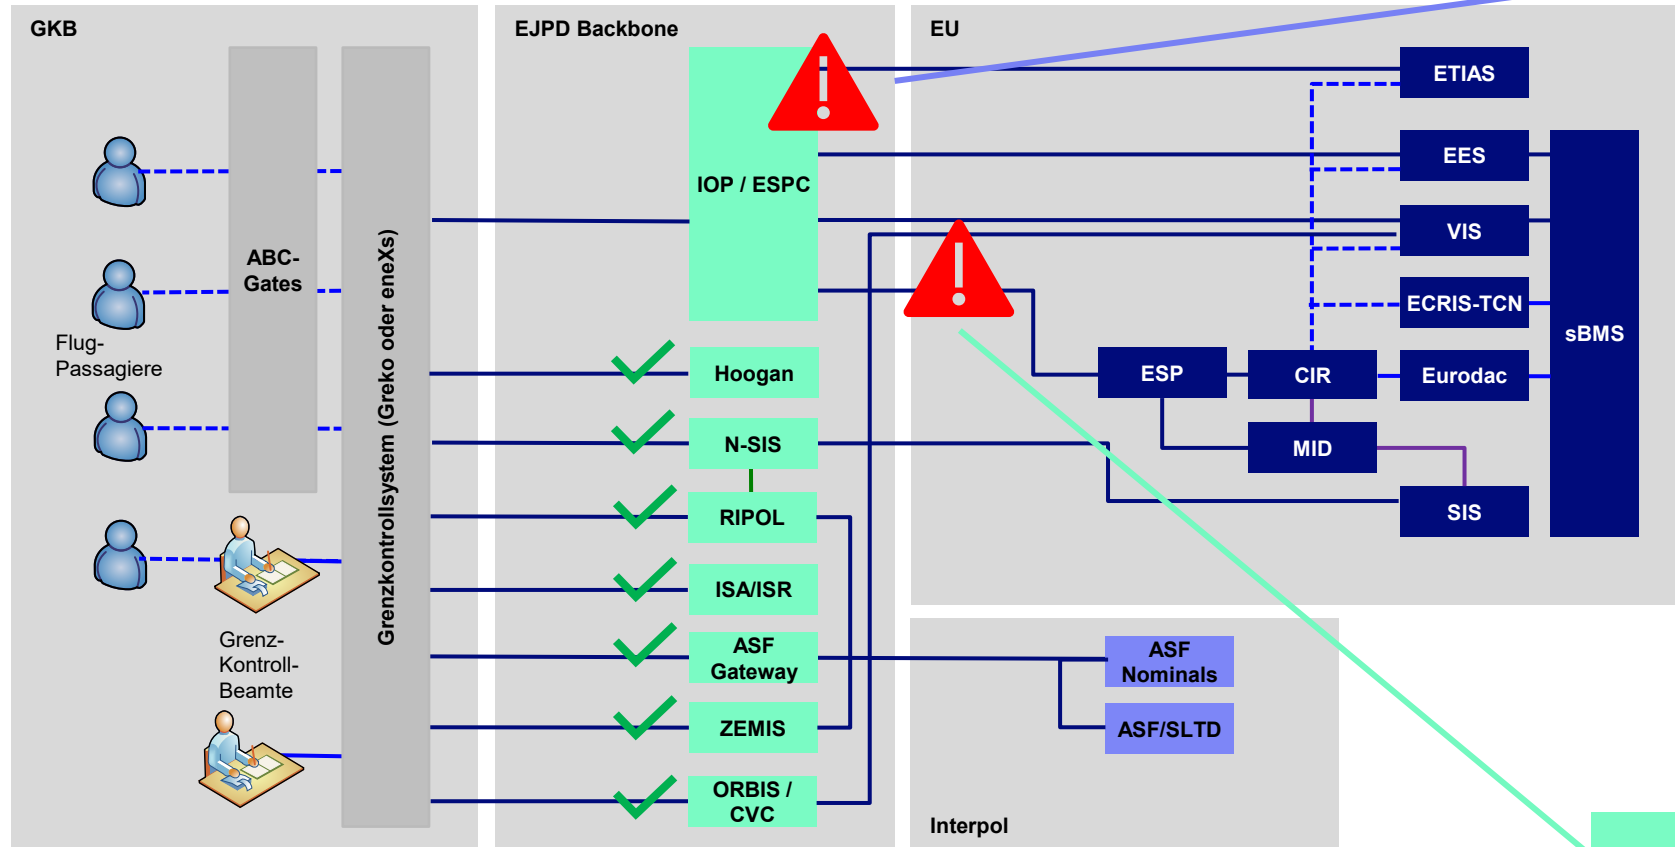 GKB
EJPD Backbone
EU
ETIAS
EES
IOP / ESPC
VIS
ABC-
Gates
ECRIS-TCN
sBMS
Flug-
Passagiere
Grenzkontrollsystem (Greko oder eneXs)
Hoogan
ESP
CIR
Eurodac
N-SIS
MID
RIPOL
SIS
ISA/ISR
Grenz-
Kontroll-
Beamte
ASF
Gateway
ASF
Nominals
ZEMIS
ASF/SLTD
ORBIS /
CVC
Interpol